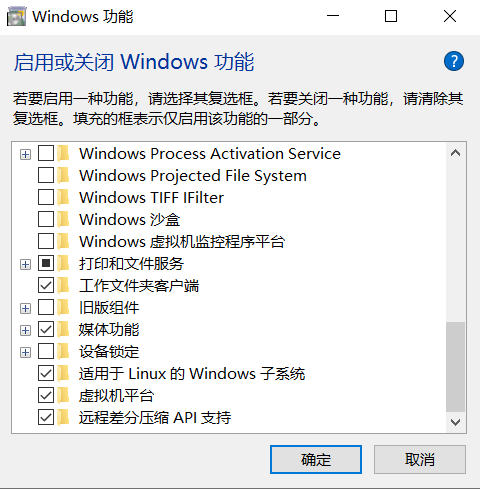 Windows 功能
启用或关闭 Windows 功能
?
若要启用一种功能，请选择其复选框。若要关闭一种功能，请清除其
复选框。填充的框表示仅启用该功能的一部分。
Windows Process Activation Service
Windows Projected File System
Windows TIFF IFilter
Windows 沙盒
Windows 虚拟机监控程序平台
打印和文件服务
工作文件夹客户端
旧版组件
媒体功能
设备锁定
适用于 Linux 的 Windows 子系统
虚拟机平台
远程差分压缩 API 支持
确定
取消